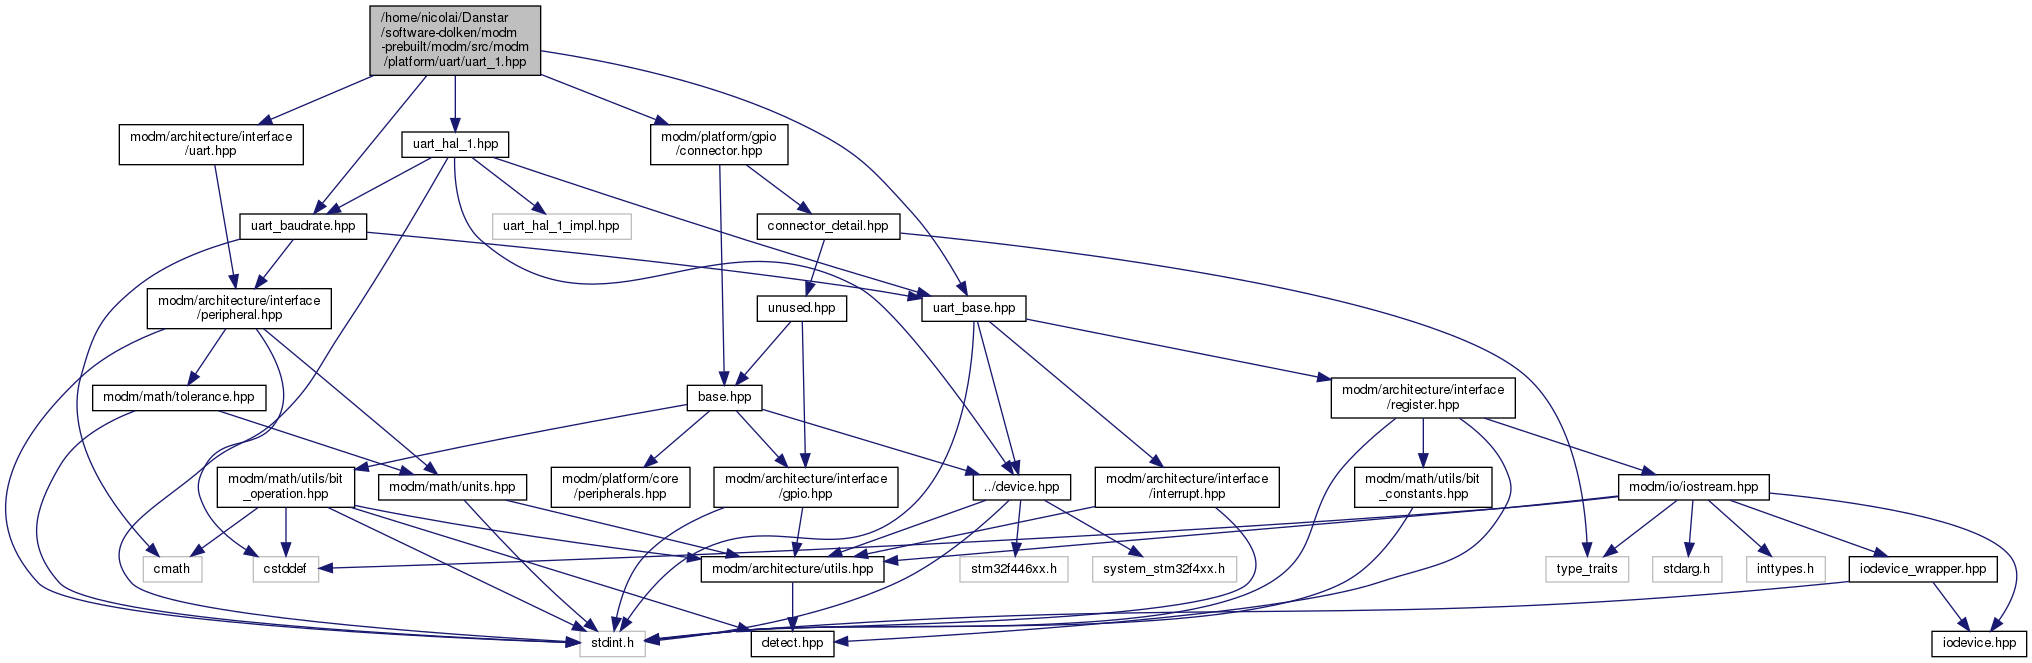 /home/nicolai/Danstar
/software-dolken/modm
-prebuilt/modm/src/modm
/platform/uart/uart_1.hpp
modm/architecture/interface
/uart.hpp
uart_hal_1.hpp
modm/platform/gpio
/connector.hpp
uart_baudrate.hpp
uart_hal_1_impl.hpp
connector_detail.hpp
modm/architecture/interface
/peripheral.hpp
unused.hpp
uart_base.hpp
modm/math/tolerance.hpp
base.hpp
modm/architecture/interface
/register.hpp
modm/math/utils/bit
_operation.hpp
modm/math/units.hpp
modm/platform/core
/peripherals.hpp
modm/architecture/interface
/gpio.hpp
../device.hpp
modm/architecture/interface
/interrupt.hpp
modm/math/utils/bit
_constants.hpp
modm/io/iostream.hpp
cmath
cstddef
modm/architecture/utils.hpp
stm32f446xx.h
system_stm32f4xx.h
type_traits
stdarg.h
inttypes.h
iodevice_wrapper.hpp
stdint.h
detect.hpp
iodevice.hpp